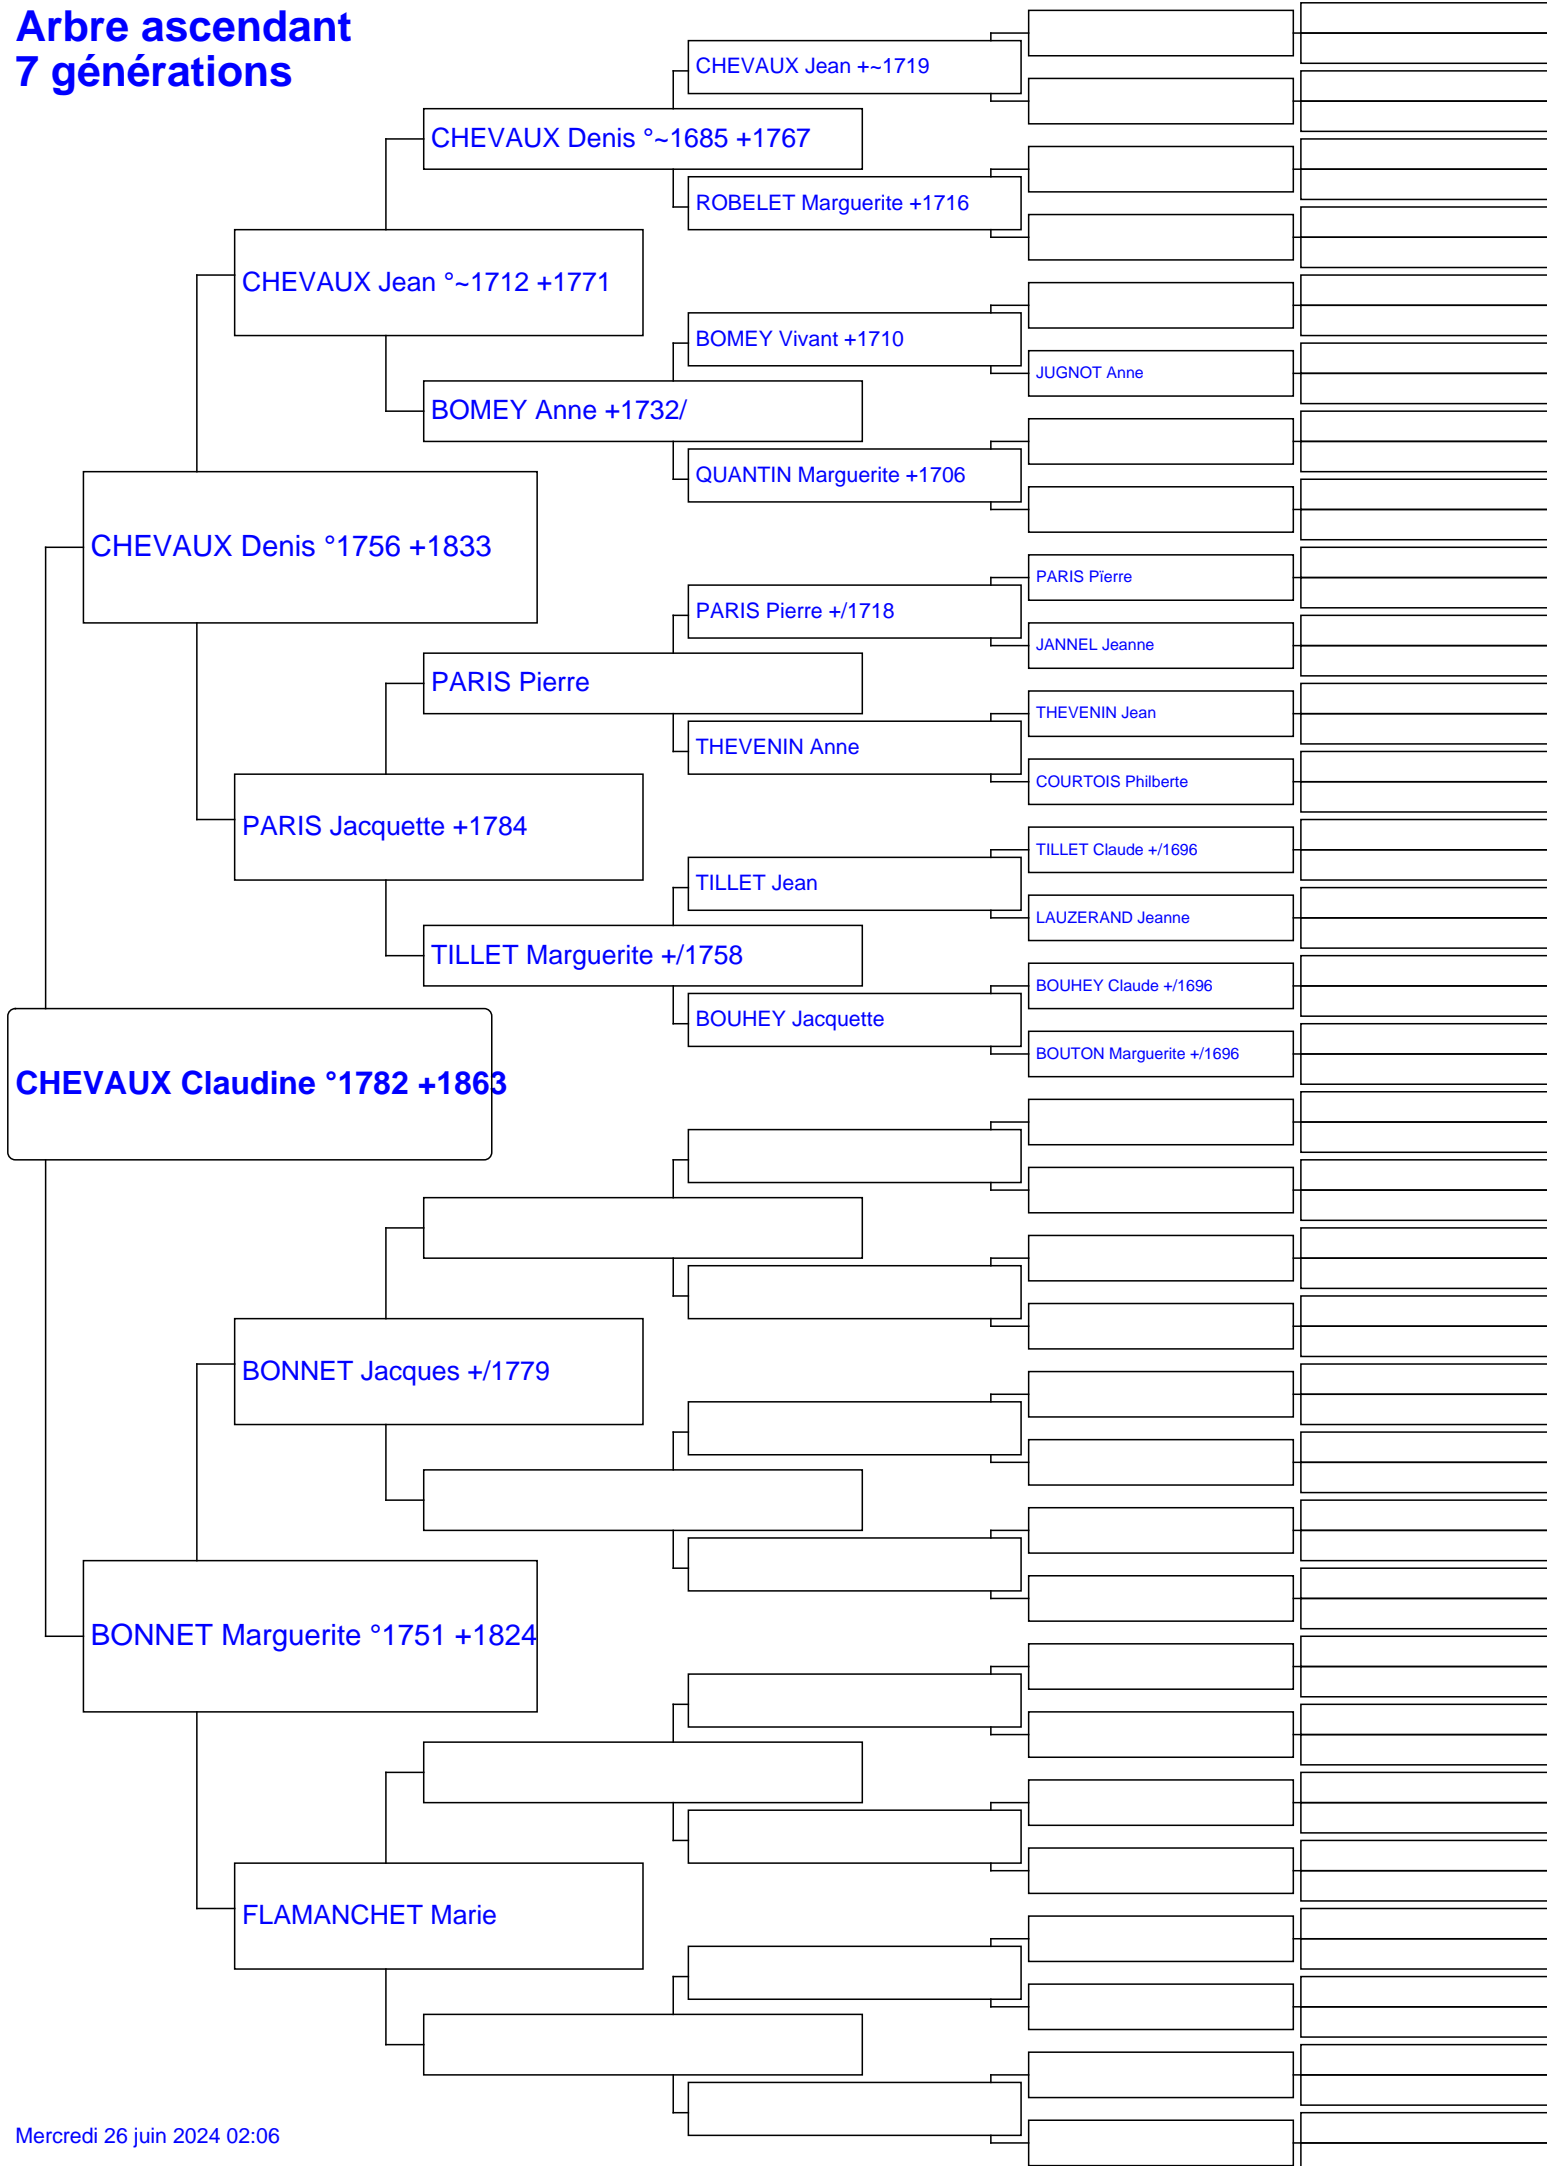 Arbre ascendant
7 générations
CHEVAUX Jean +~1719
CHEVAUX Denis °~1685 +1767
ROBELET Marguerite +1716
CHEVAUX Jean °~1712 +1771
BOMEY Vivant +1710
JUGNOT Anne
BOMEY Anne +1732/
QUANTIN Marguerite +1706
CHEVAUX Denis °1756 +1833
PARIS Pïerre
PARIS Pierre +/1718
JANNEL Jeanne
PARIS Pierre
THEVENIN Jean
THEVENIN Anne
COURTOIS Philberte
PARIS Jacquette +1784
TILLET Claude +/1696
TILLET Jean
LAUZERAND Jeanne
TILLET Marguerite +/1758
BOUHEY Claude +/1696
BOUHEY Jacquette
BOUTON Marguerite +/1696
CHEVAUX Claudine °1782 +1863
BONNET Jacques +/1779
BONNET Marguerite °1751 +1824
FLAMANCHET Marie
Mercredi 26 juin 2024 02:06